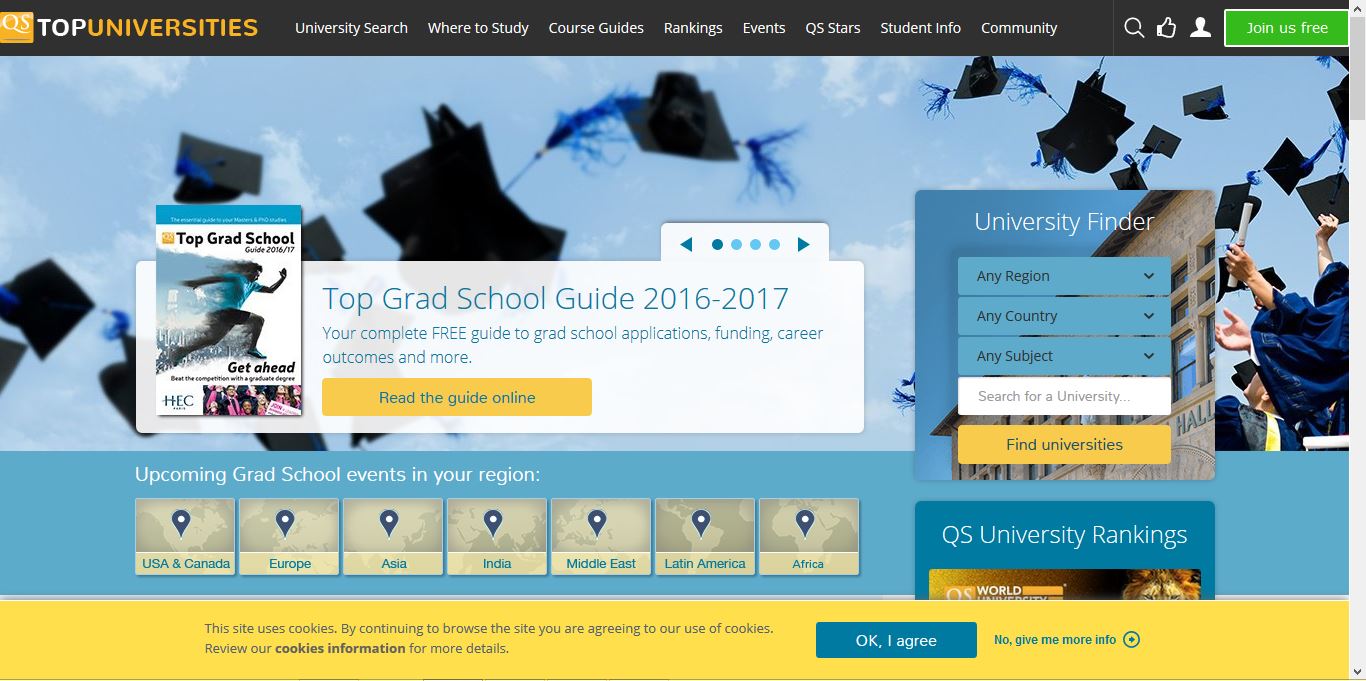 QS TOPUNIVERSITIES
University Search
Where to Study
Course Guides
Rankings
Events
QS Stars
Student Info
Community
Join us free
The essential guide to your Masters & PhD studies
QS Top Grad School
Guide 2016/17
Get ahead
Beat the competition with a graduate degree
HEC
PARIS
Top Grad School Guide 2016-2017
Your complete FREE guide to grad school applications, funding, career
outcomes and more.
Read the guide online
University Finder
Any Region
Any Country
Any Subject
Search for a University...
HALL
Find universities
Upcoming Grad School events in your region:
USA & Canada
Europe
Asia
India
Middle East
Latin America
Africa
QS University Rankings
QS WORLD
UNIVERSITY
This site uses cookies. By continuing to browse the site you are agreeing to our use of cookies.
Review our cookies information for more details.
OK, I agree
No, give me more info